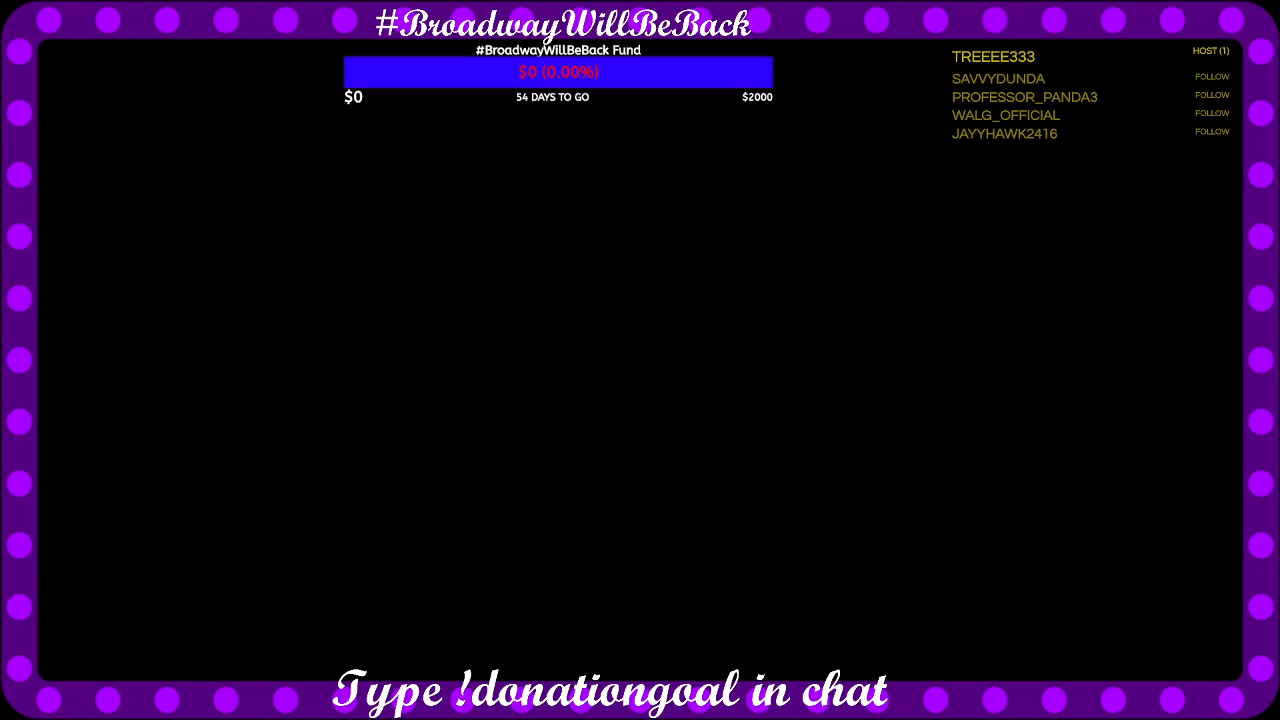 #BroadwayWillBeBack
#BroadwayWillBeBack Fund
$0 (0.00%)
$0 54 DAYS TO GO $2000
TREEEE333 HOST (1)
SAVVYDUNDA FOLLOW
PROFESSOR_PANDA3 FOLLOW
WALG_OFFICIAL FOLLOW
JAYYHAWK2416 FOLLOW
Type !donationgoal in chat